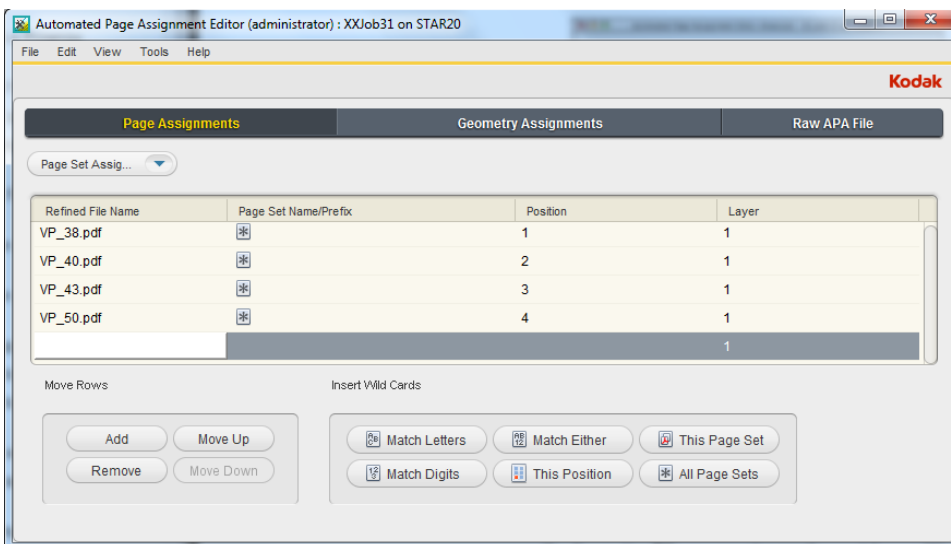 Automated Page Assignment Editor (administrator) : XXJob31 on STAR20
File Edit View Tools Help
Kodak
Page Assignments Geometry Assignments Raw APA File
Page Set Assig...
Refined File Name Page Set Name/Prefix Position Layer
VP_38.pdf * 1 1
VP_40.pdf * 2 1
VP_43.pdf * 3 1
VP_50.pdf * 4 1
1
Move Rows Insert Wild Cards
Add Move Up Match Letters Match Either This Page Set
Remove Move Down Match Digits This Position All Page Sets